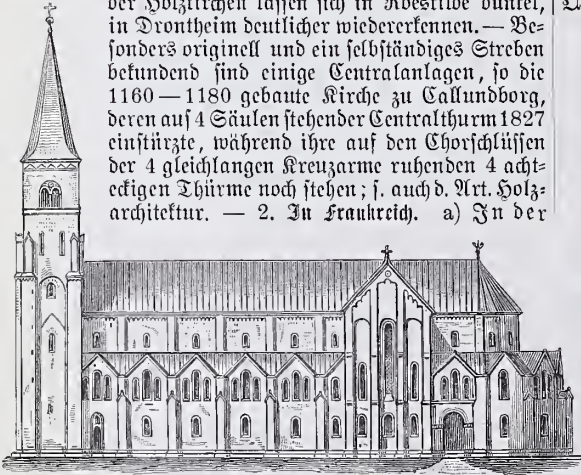 der Holzkirchen lassen sich in Roeskilde dunkel,
in Drontheim deutlicher wiedererkennen. — Be-
sonders originell und ein selbständiges Streben
bekundend sind einige Centralanlagen, so die
1160—1180 gebaute Kirche zu Callundborg,
deren auf 4 Säulen stehender Centralthurm 1827
einstürzte, während ihre auf den Chorschlüssen
der 4 gleichlangen Kreuzarme ruhenden 4 acht-
eckigen Thürme noch stehen; s. auch d. Art. Holz-
architektur. — 2. In Frankreich. a) In der